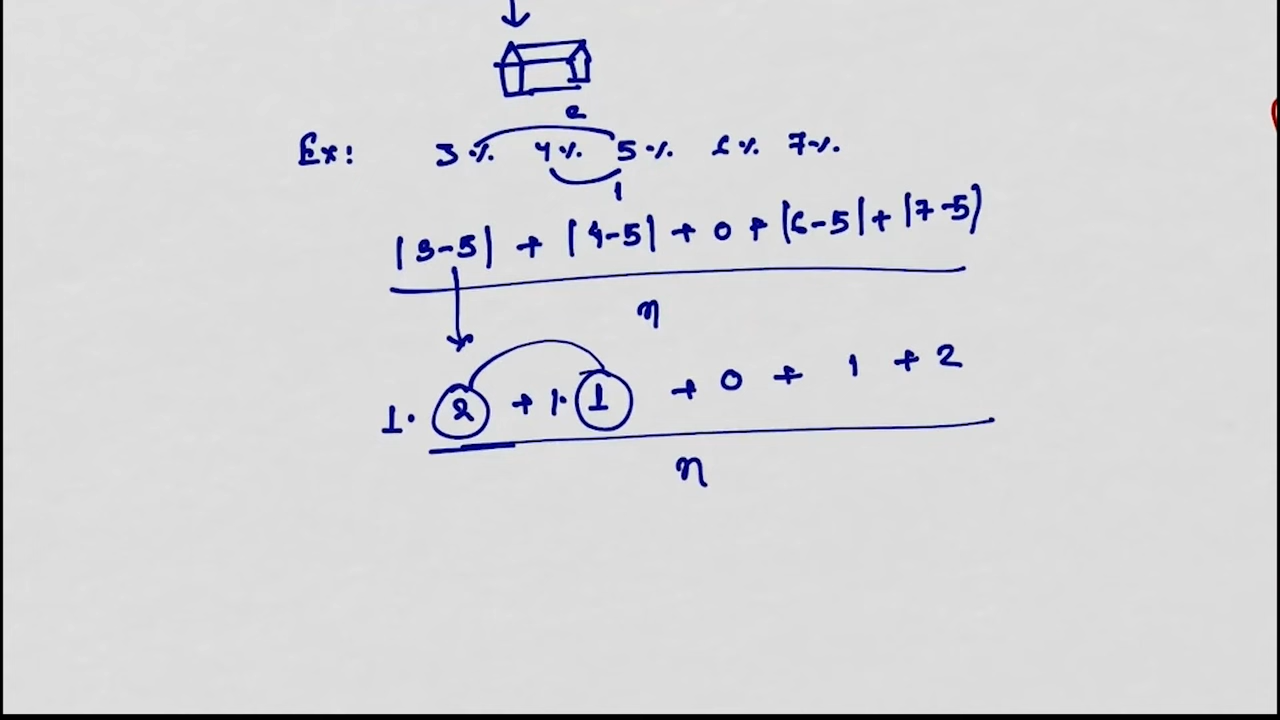 2
Ex: 3% 4% 5% 6% 7%
1
|3-5| + |4-5| + 0 + |6-5| + |7-5|
n
1. 2 + 1. 1 + 0 + 1 + 2
n